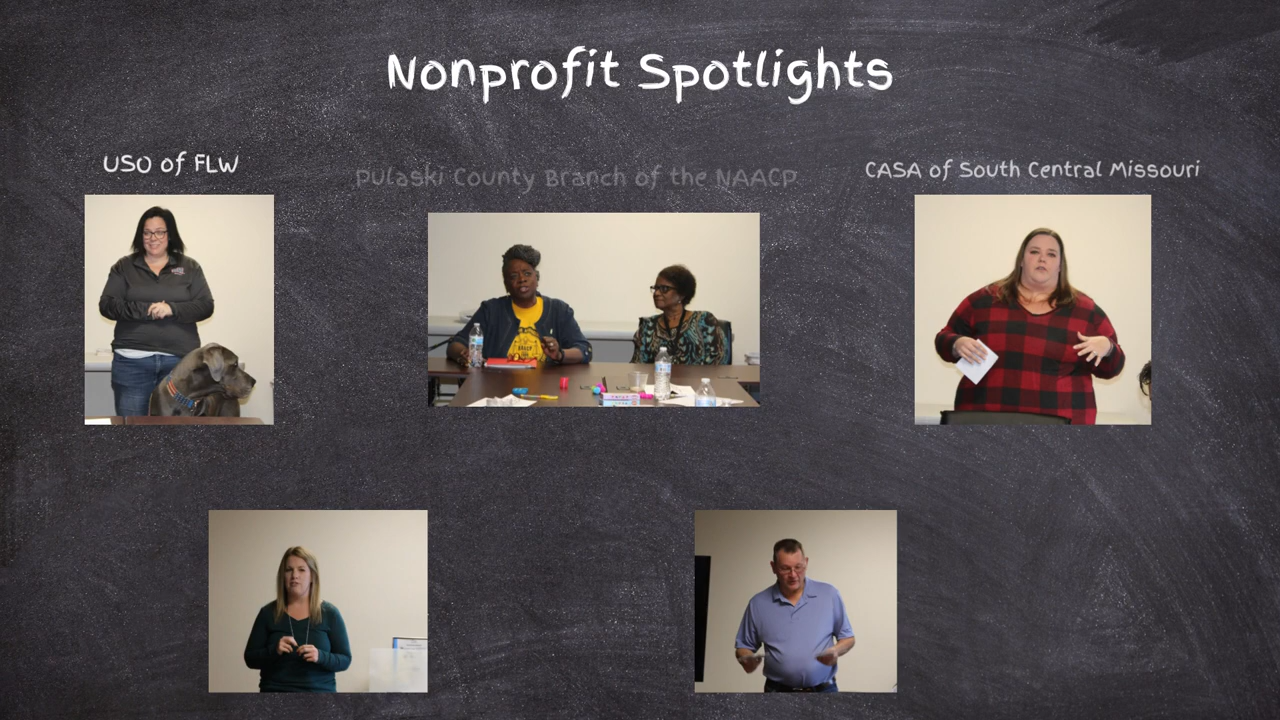 Nonprofit Spotlights
USO of FLW
Pulaski County Branch of the NAACP
CASA of South Central Missouri